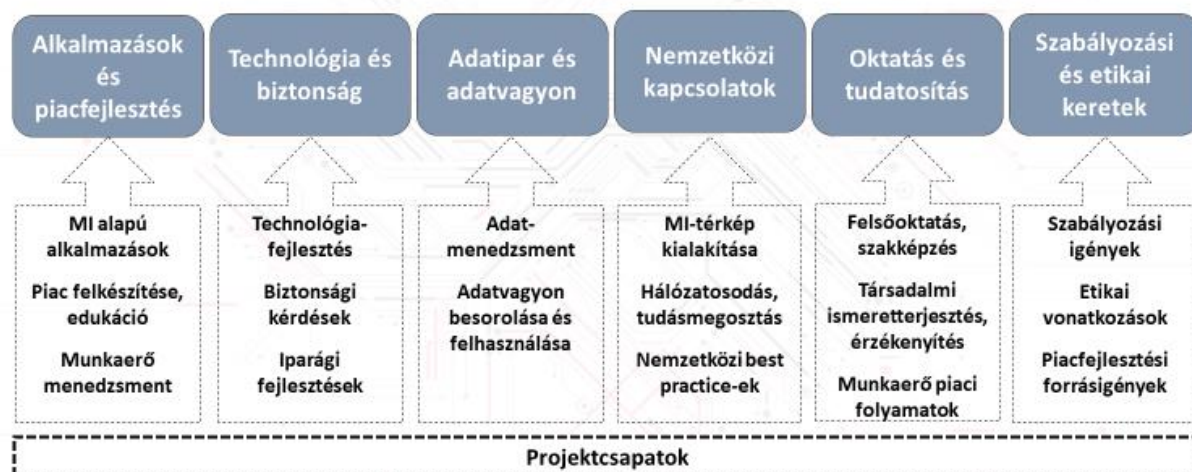 Alkalmazások
és
piacfejlesztés
Technológia és
biztonság
Adatipar és
adatvagyon
Nemzetközi
kapcsolatok
Oktatás és
tudatosítás
Szabályozási
és etikai
keretek
MI alapú
alkalmazások
Piac felkészítése,
edukáció
Munkaerő
menedzsment
Technológia-
fejlesztés
Biztonsági
kérdések
Iparági
fejlesztések
Adat-
menedzsment
Adatvagyon
besorolása és
felhasználása
MI-térkép
kialakítása
Hálózatosodás,
tudásmegosztás
Nemzetközi best
practice-ek
Felsőoktatás,
szakképzés
Társadalmi
ismeretterjesztés,
érzékenyítés
Munkaerő piaci
folyamatok
Szabályozási
igények
Etikai
vonatkozások
Piacfejlesztési
forrásigények
Projektcsapatok